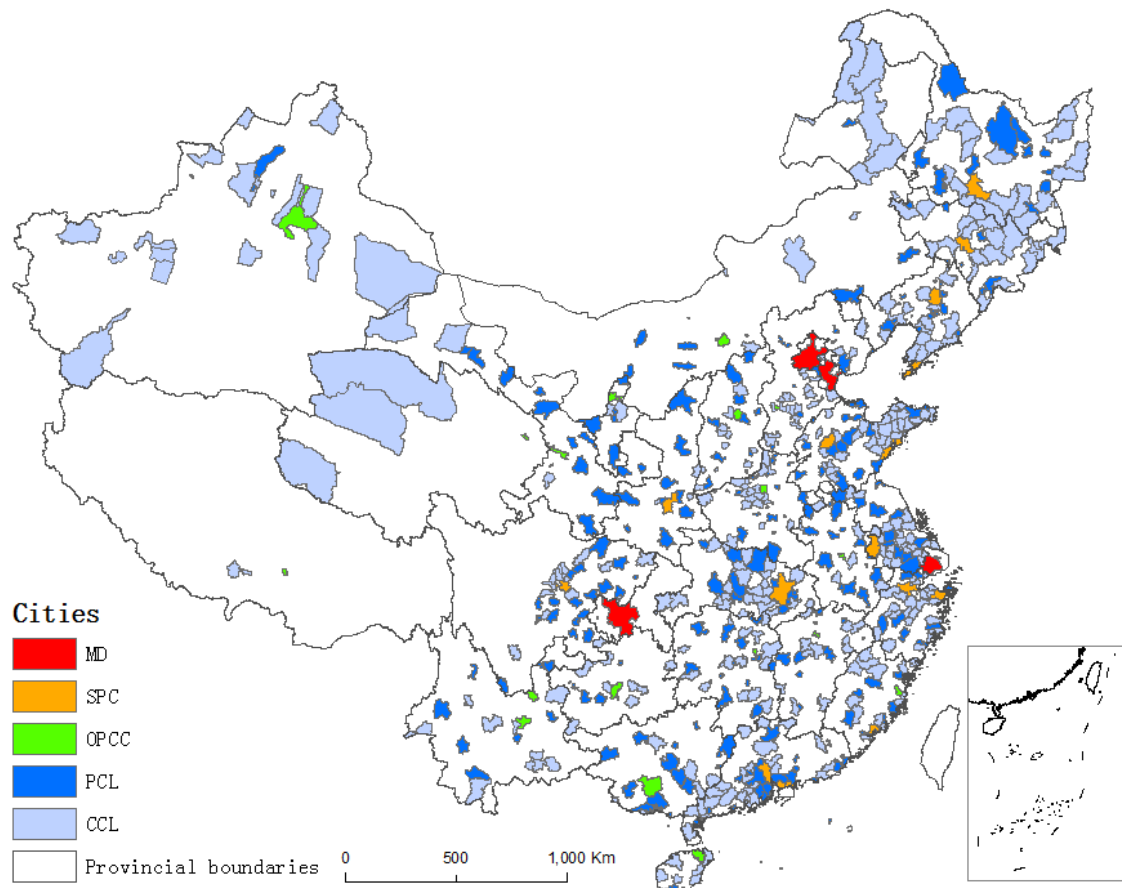 Cities
MD
SPC
OPCC
PCL
CCL
Provincial boundaries
0 500 1,000 Km